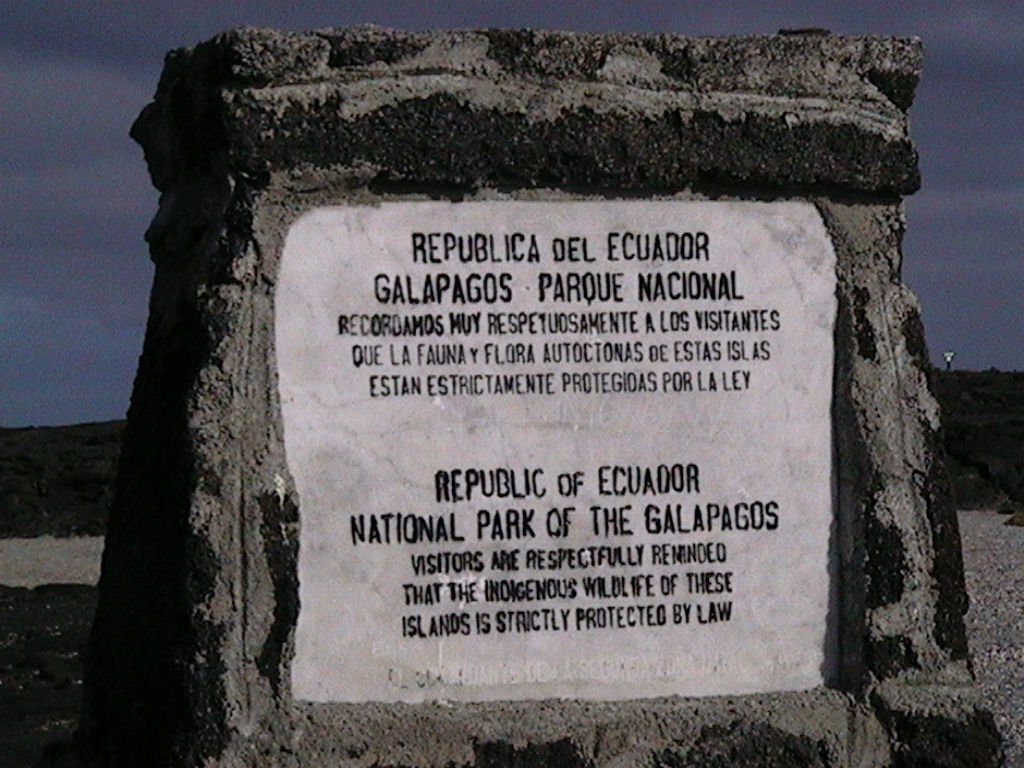 REPUBLICA DEL ECUADOR
GALAPAGOS PARQUE NACIONAL
RECORDAMOS MUY RESPETUOSAMENTE A LOS VISITANTES
QUE LA FAUNA Y FLORA AUTOCTONAS DE ESTAS ISLAS
ESTAN ESTRICTAMENTE PROTEGIDAS POR LA LEY
REPUBLIC OF ECUADOR
NATIONAL PARK OF THE GALAPAGOS
VISITORS ARE RESPECTFULLY REMINDED
THAT THE INDIGENOUS WILDLIFE OF THESE
ISLANDS IS STRICTLY PROTECTED BY LAW